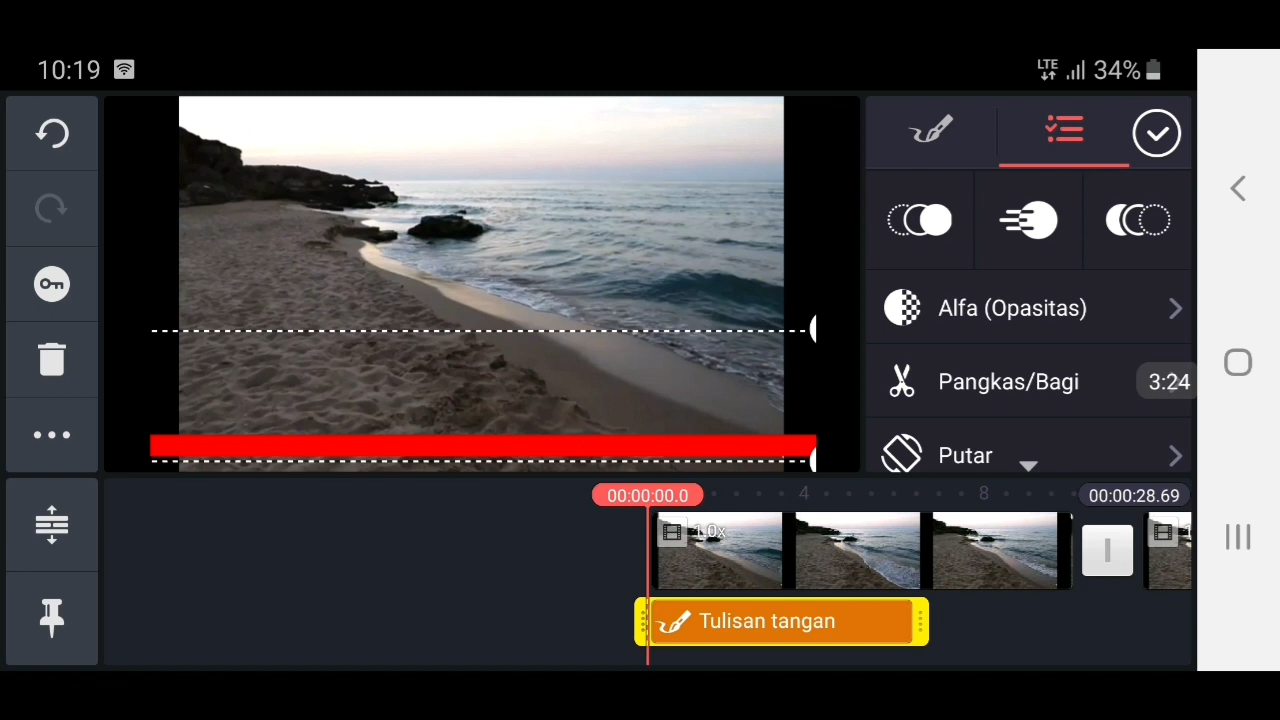 10:19
LTE 34%
Alfa (Opasitas)
Pangkas/Bagi
3:24
Putar
00:00:00.0
4
8
00:00:28.69
1.0x
Tulisan tangan